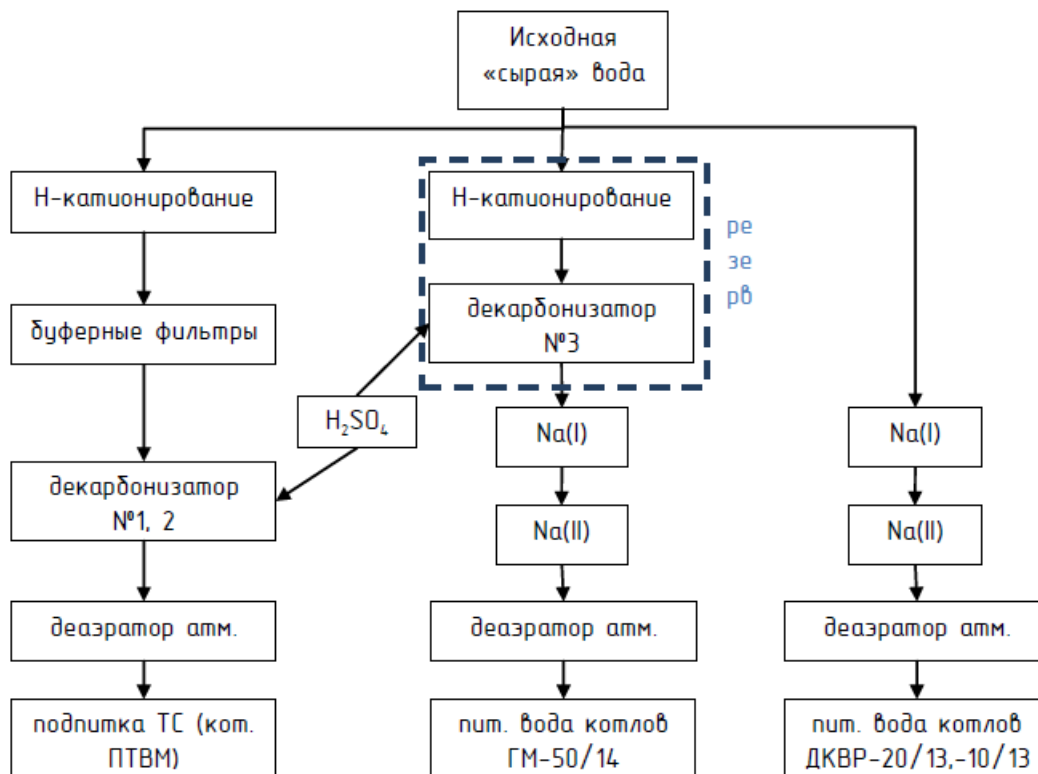 Исходная
«сырая» вода
Н-катионирование
Н-катионирование
ре
зе
рв
буферные фильтры
декарбонизатор
№3
H₂SO₄
Na(I)
Na(I)
декарбонизатор
№1, 2
Na(II)
Na(II)
деаэратор атм.
деаэратор атм.
деаэратор атм.
подпитка ТС (кот.
ПТВМ)
пит. вода котлов
ГМ-50/14
пит. вода котлов
ДКВР-20/13,-10/13